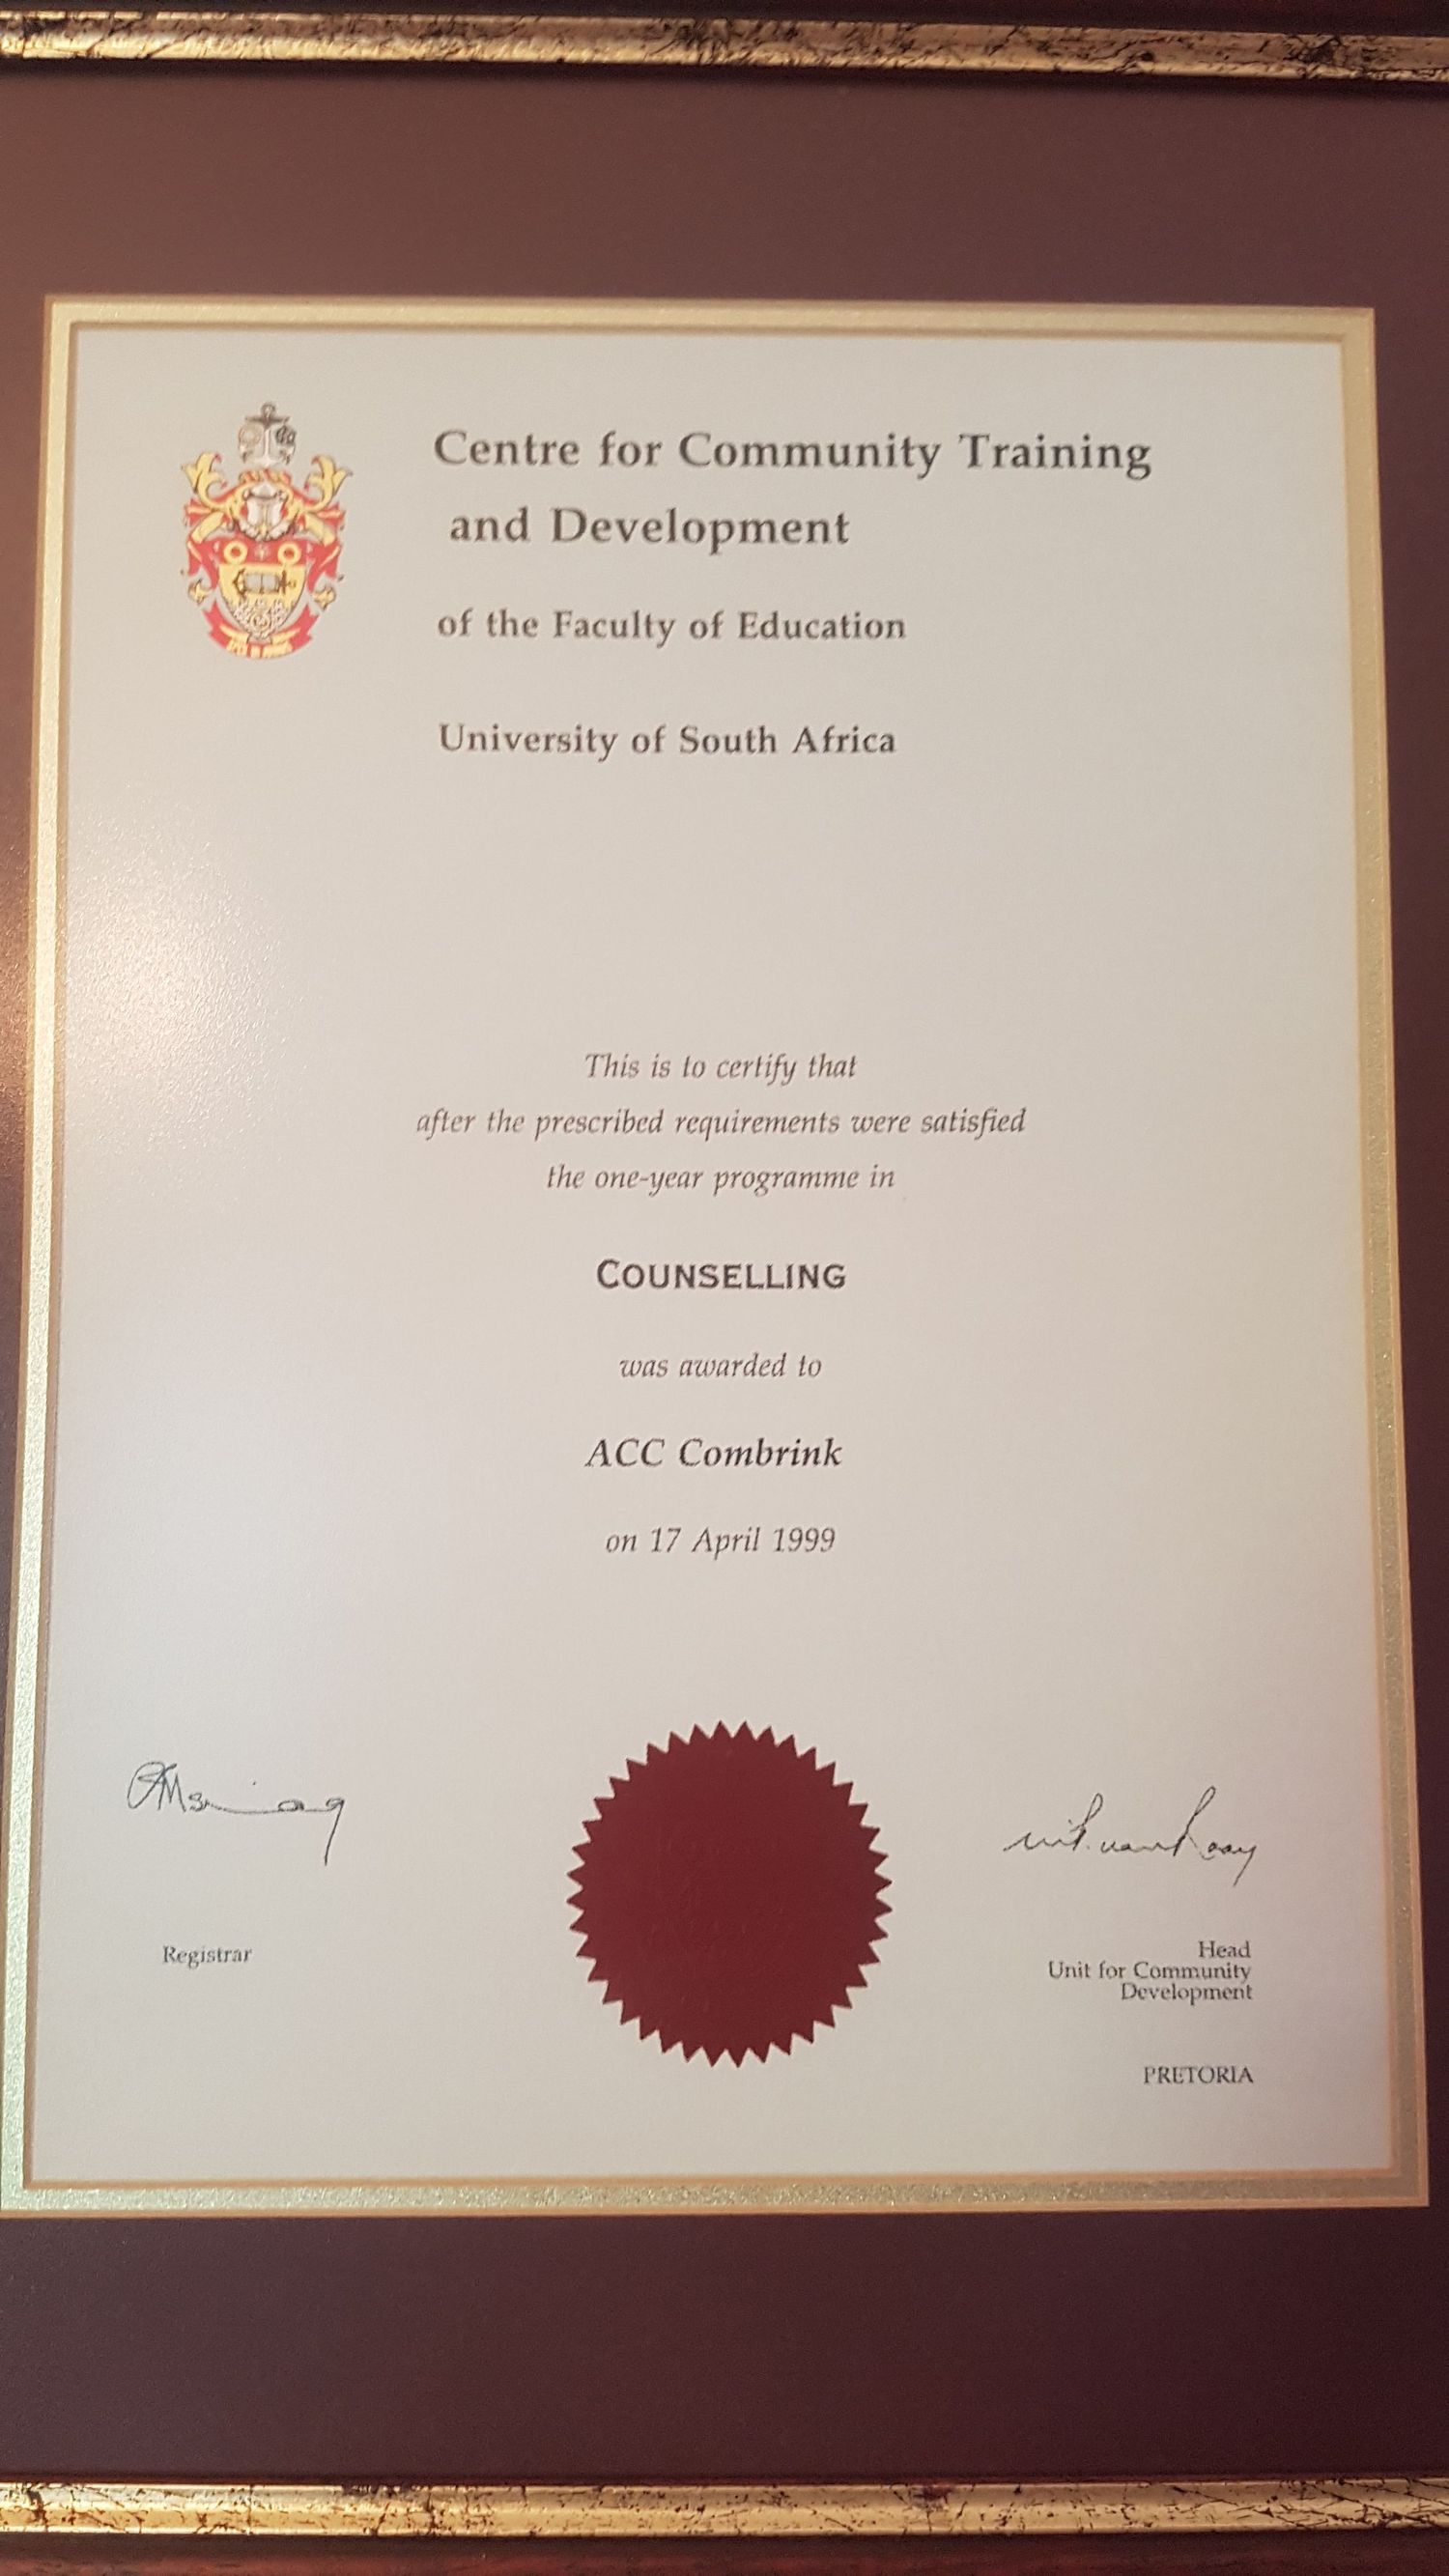 Centre for Community Training
and Development
of the Faculty of Education
University of South Africa
This is to certify that
after the prescribed requirements were satisfied
the one-year programme in
COUNSELLING
was awarded to
ACC Combrink
on 17 April 1999
Registrar
Head
Unit for Community
Development
PRETORIA